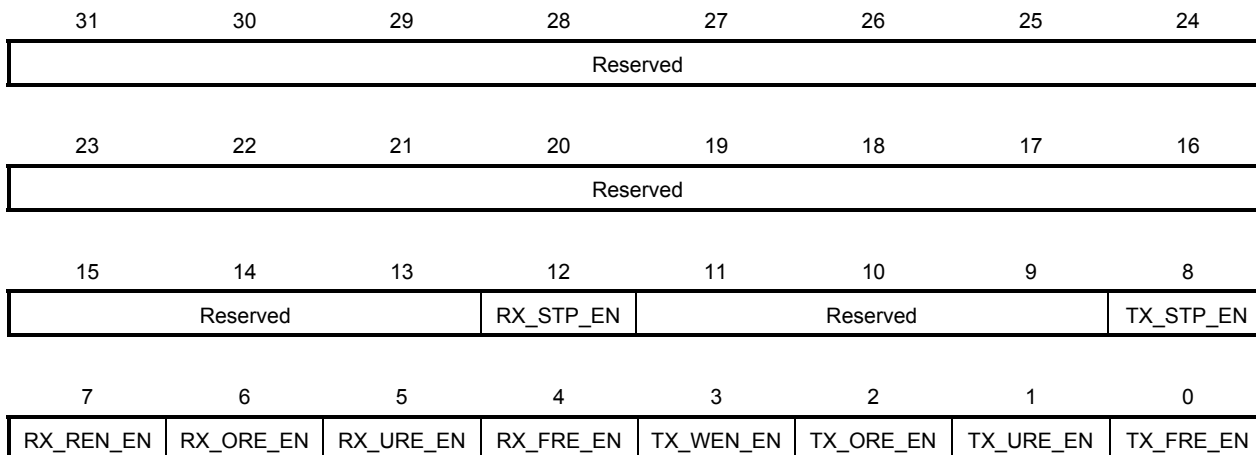 31 30 29 28 27 26 25 24
Reserved
23 22 21 20 19 18 17 16
Reserved
15 14 13 12 11 10 9 8
Reserved RX_STP_EN Reserved TX_STP_EN
7 6 5 4 3 2 1 0
RX_REN_EN RX_ORE_EN RX_URE_EN RX_FRE_EN TX_WEN_EN TX_ORE_EN TX_URE_EN TX_FRE_EN